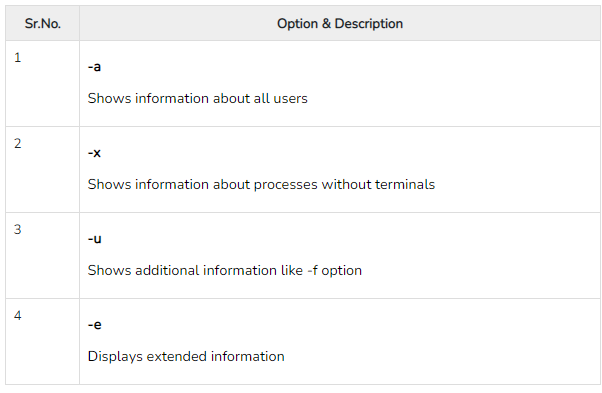 Sr.No. Option & Description
1
-a
Shows information about all users
2
-x
Shows information about processes without terminals
3
-u
Shows additional information like -f option
4
-e
Displays extended information